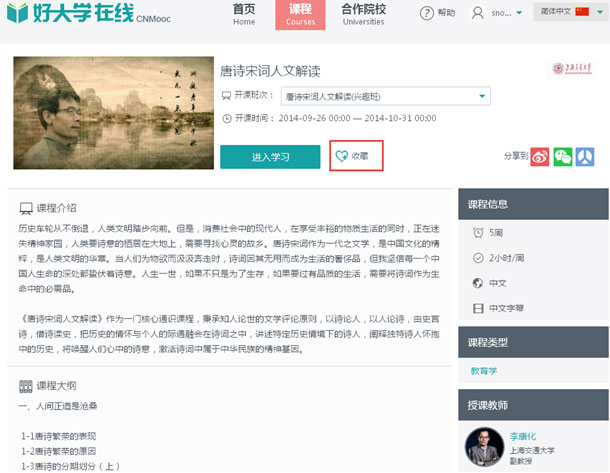 好大学在线 CNMooc
首页
Home
课程
Courses
合作院校
Universities
帮助
sno...
简体中文
唐诗宋词人文解读
开课班次：
唐诗宋词人文解读(兴趣班)
开课时间：
2014-09-26 00:00 — 2014-10-31 00:00
进入学习
收藏
分享到
上海交通大学
课程介绍
历史车轮从不倒退，人类文明踏步向前。但是，消费社会中的现代人，在享受丰裕的物质生活的同时，正在迷
失精神家园，人类要诗意的栖居在大地上，需要寻找心灵的故乡。唐诗宋词作为一代之文学，是中国文化的精
粹，是人类文明的华章。当人们为物欲而汲汲奔走时，诗词因其无用而成为生活的奢侈品，但我坚信每一个中
国人生命的深处都蛰伏着诗意。人生一世，如果不只是为了生存，如果要过有品质的生活，需要将诗词作为生
命中的必需品。
《唐诗宋词人文解读》作为一门核心通识课程，秉承知人论世的文学评论原则，以诗论人，以人论诗，由史言
诗，借诗读史，把历史的情怀与个人的际遇融会在诗词之中，讲述特定历史情境下的诗人，阐释独特诗人怀抱
中的历史，将唤醒人们心中的诗意，激活诗词中属于中华民族的精神基因。
课程大纲
一、人间正道是沧桑
1-1唐诗繁荣的表现
1-2唐诗繁荣的原因
1-3唐诗的分期划分（上）
课程信息
5周
2小时/周
中文
中文字幕
课程类型
教育学
授课教师
李康化
上海交通大学
副教授